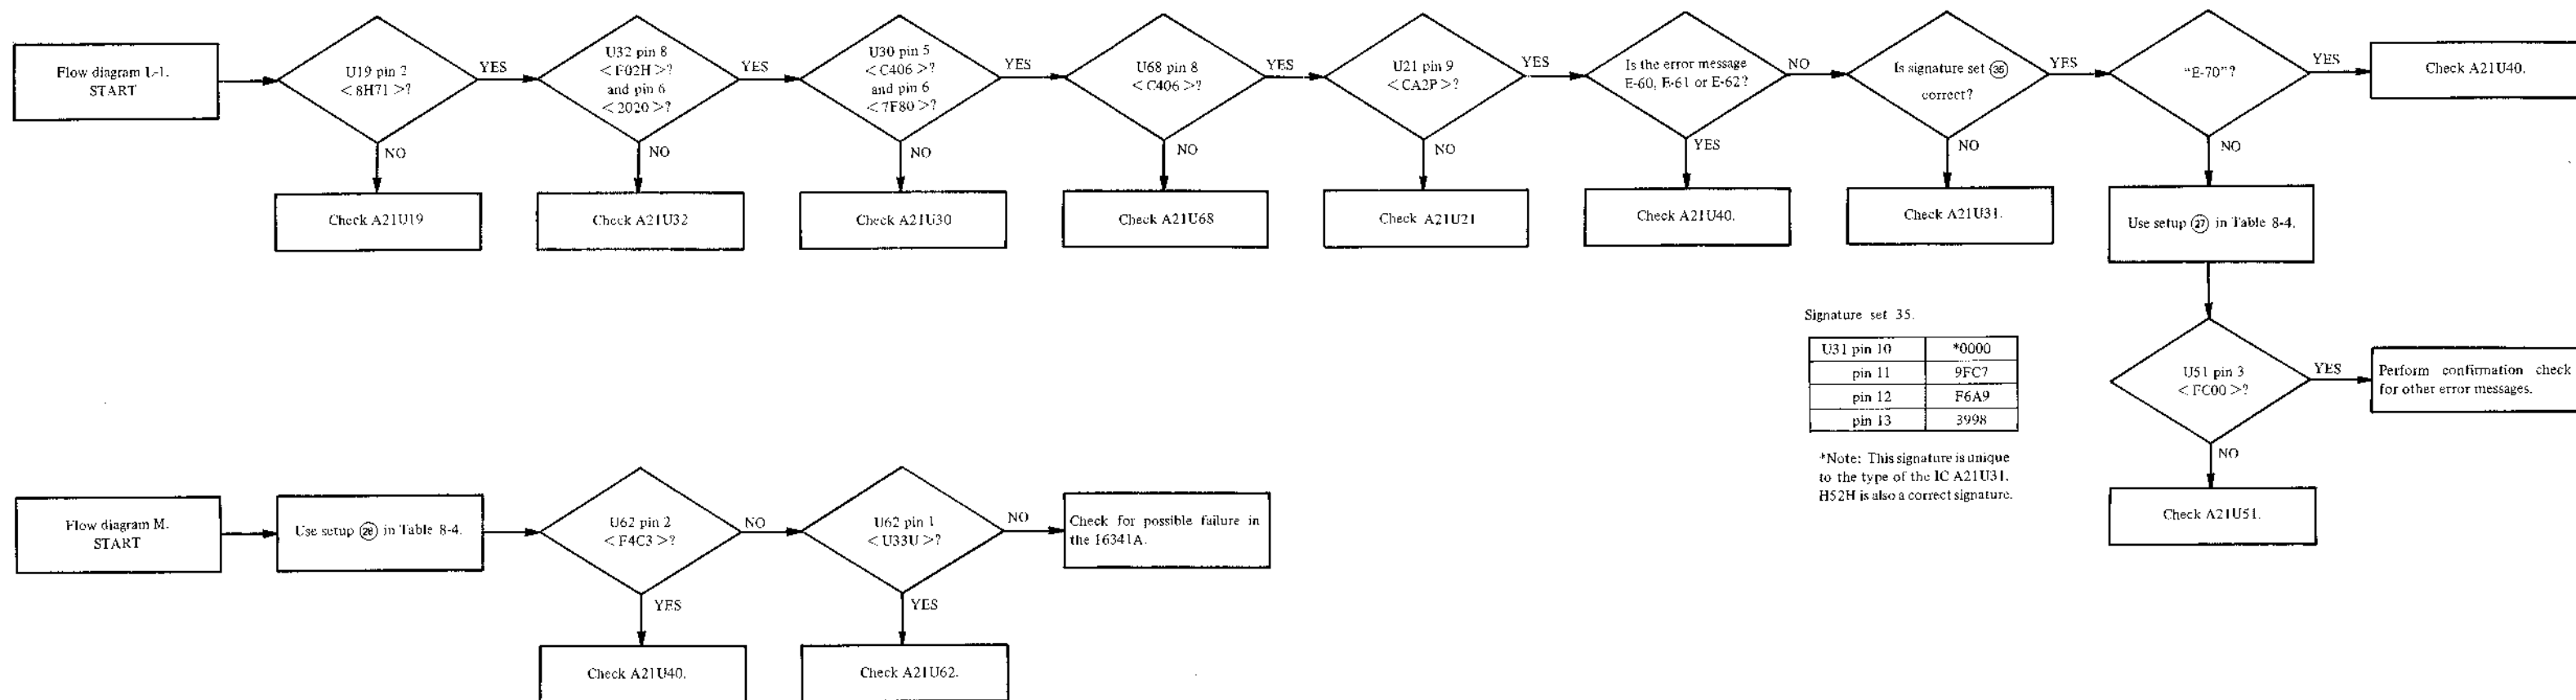 Flow diagram L-1.
START
U19 pin 2
< 8H71 >?
YES
NO
Check A21U19
U32 pin 8
< F02H >?
and pin 6
< 2020 >?
YES
NO
Check A21U32
U30 pin 5
< C406 >?
and pin 6
< 7F80 >?
YES
NO
Check A21U30
U68 pin 8
< C406 >?
YES
NO
Check A21U68
U21 pin 9
< CA2P >?
YES
NO
Check A21U21
Is the error message
E-60, E-61 or E-62?
NO
YES
Check A21U40.
Is signature set 35
correct?
YES
NO
Check A21U31.
"E-70"?
YES
Check A21U40.
NO
Use setup 27 in Table 8-4.
U51 pin 3
< FC00 >?
YES
Perform confirmation check
for other error messages.
NO
Check A21U51.
Signature set 35.
U31 pin 10 *0000
pin 11 9FC7
pin 12 F6A9
pin 13 3998
*Note: This signature is unique
to the type of the IC A21U31.
H52H is also a correct signature.
Flow diagram M.
START
Use setup 28 in Table 8-4.
U62 pin 2
< F4C3 >?
NO
YES
Check A21U40.
U62 pin 1
< U33U >?
NO
YES
Check A21U62.
Check for possible failure in
the 16341A.